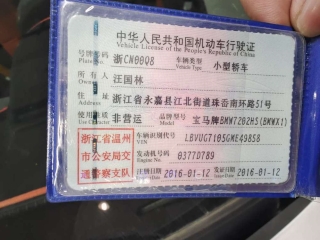 中华人民共和国机动车行驶证
Vehicle License of the People's Republic of China
号牌号码 浙CN00Q8 车辆类型 小型轿车
Plate No. Vehicle Type
所有人 汪国林
住址 浙江省永嘉县江北街道珠岙南环路51号
使用性质 非营运 品牌型号 宝马牌BMW7202HS(BMWX1)
Model
浙江省温州市公安局交通警察支队
车辆识别代号 LBVUG7105GME49858
VIN
发动机号码 03770789
Engine No.
注册日期 2016-01-12 发证日期 2016-01-12
Register Date Issue Date